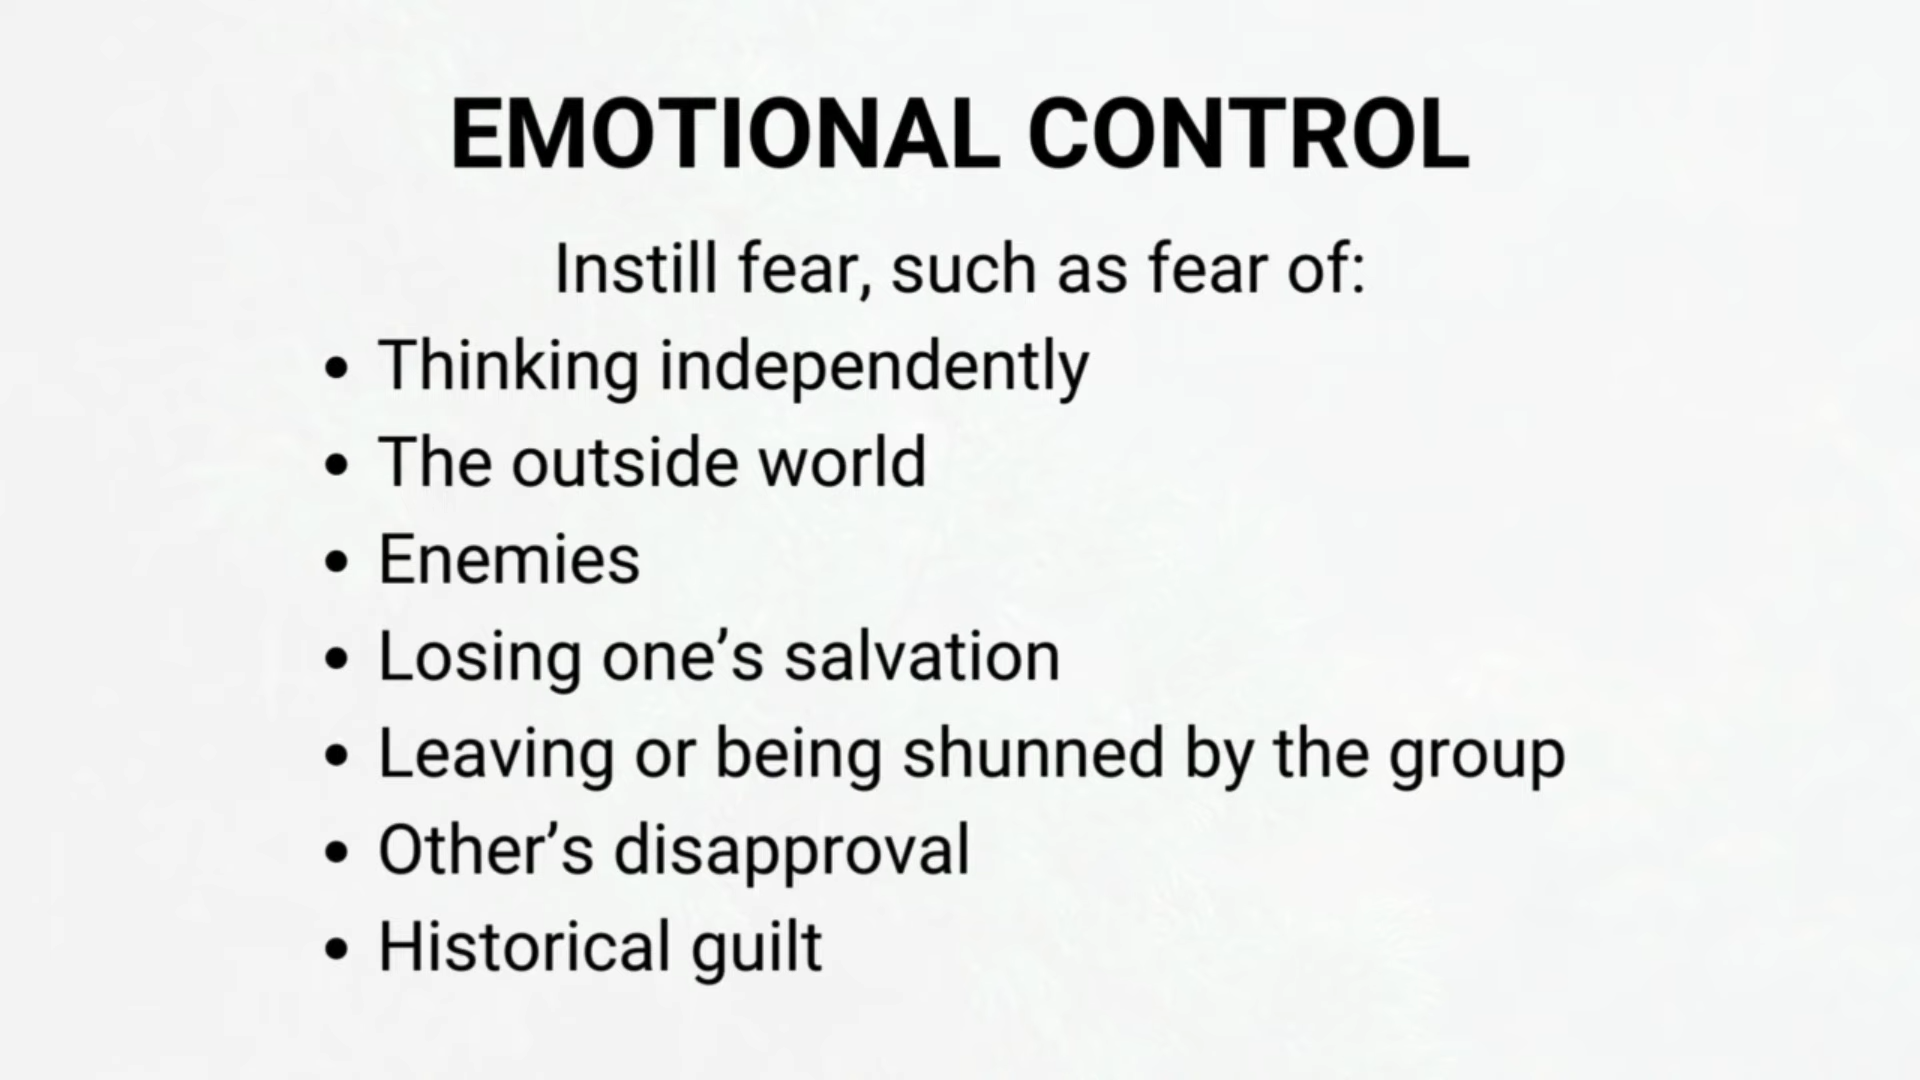 EMOTIONAL CONTROL
Instill fear, such as fear of:
• Thinking independently
• The outside world
• Enemies
• Losing one’s salvation
• Leaving or being shunned by the group
• Other’s disapproval
• Historical guilt